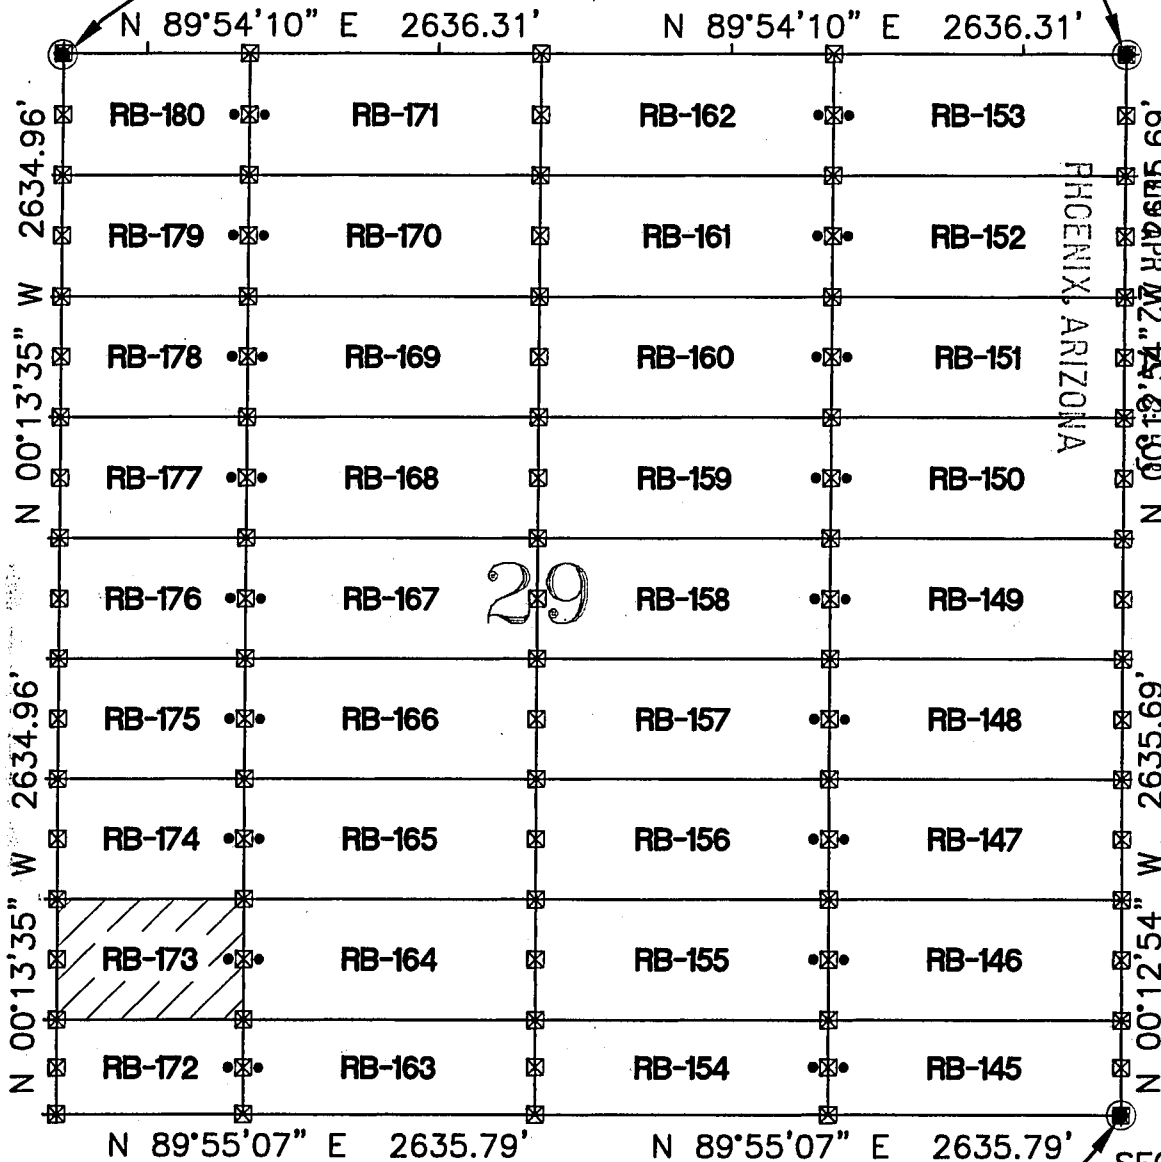 N 89°54'10" E 2636.31' N 89°54'10" E 2636.31'
RB-180 RB-171 RB-162 RB-153
RB-179 RB-170 RB-161 RB-152
RB-178 RB-169 RB-160 RB-151
RB-177 RB-168 RB-159 RB-150
RB-176 RB-167 29 RB-158 RB-149
RB-175 RB-166 RB-157 RB-148
RB-174 RB-165 RB-156 RB-147
RB-173 RB-164 RB-155 RB-146
RB-172 RB-163 RB-154 RB-145
N 89°55'07" E 2635.79' N 89°55'07" E 2635.79'
N 00°13'35" W 2634.96'
N 00°13'35" W 2634.96'
PHOENIX, ARIZONA
N 00°12'54" W 2635.69'
N 00°12'54" W 2635.69'